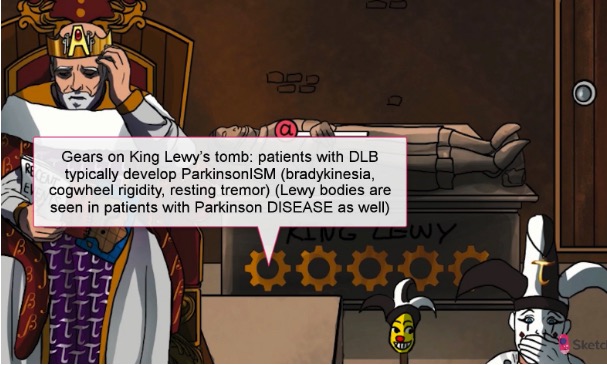 A
@
Gears on King Lewy's tomb: patients with DLB
typically develop ParkinsonISM (bradykinesia,
cogwheel rigidity, resting tremor) (Lewy bodies are
seen in patients with Parkinson DISEASE as well)
KING LEWY
τ
Sketch